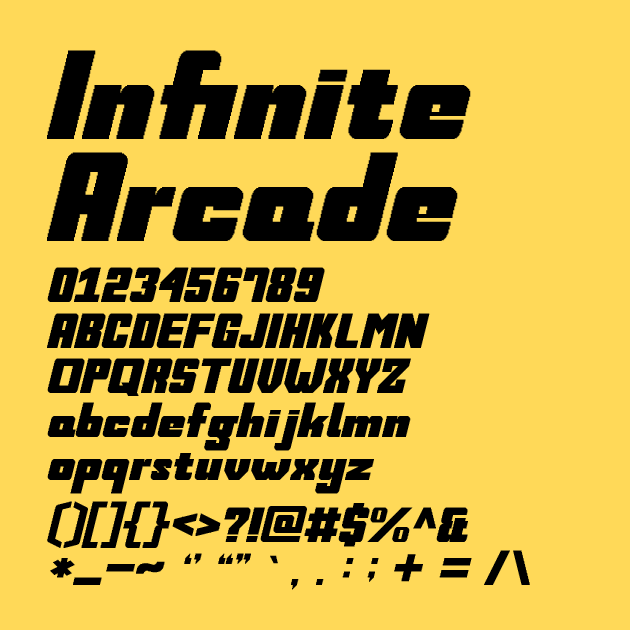 Infinite
Arcade
0123456789
ABCDEFGJIHKLMN
OPQRSTUVWXYZ
abcdefghijklmn
opqrstuvwxyz
()[]{}<>?!@#$%^&
*_—~ ‘’ “” ` , . : ; + = /\